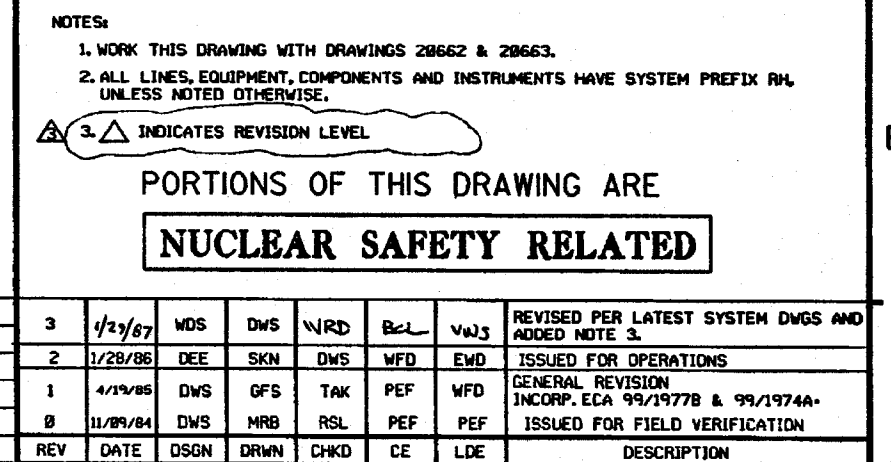 NOTES:
1. WORK THIS DRAWING WITH DRAWINGS 20662 & 20663.
2. ALL LINES, EQUIPMENT, COMPONENTS AND INSTRUMENTS HAVE SYSTEM PREFIX RH,
UNLESS NOTED OTHERWISE.
3 3. △ INDICATES REVISION LEVEL
PORTIONS OF THIS DRAWING ARE
NUCLEAR SAFETY RELATED
3 WDS DWS WRD BCL VWS REVISED PER LATEST SYSTEM DWGS AND
ADDED NOTE 3.
2 1/28/86 DEE SKN DWS WFD EWD ISSUED FOR OPERATIONS
1 4/19/85 DWS GFS TAK PEF WFD GENERAL REVISION
INCORP. ECA 99/1977B & 99/1974A.
0 11/09/84 DWS MRB RSL PEF PEF ISSUED FOR FIELD VERIFICATION
REV DATE DSGN DRWN CHKD CE LDE DESCRIPTION